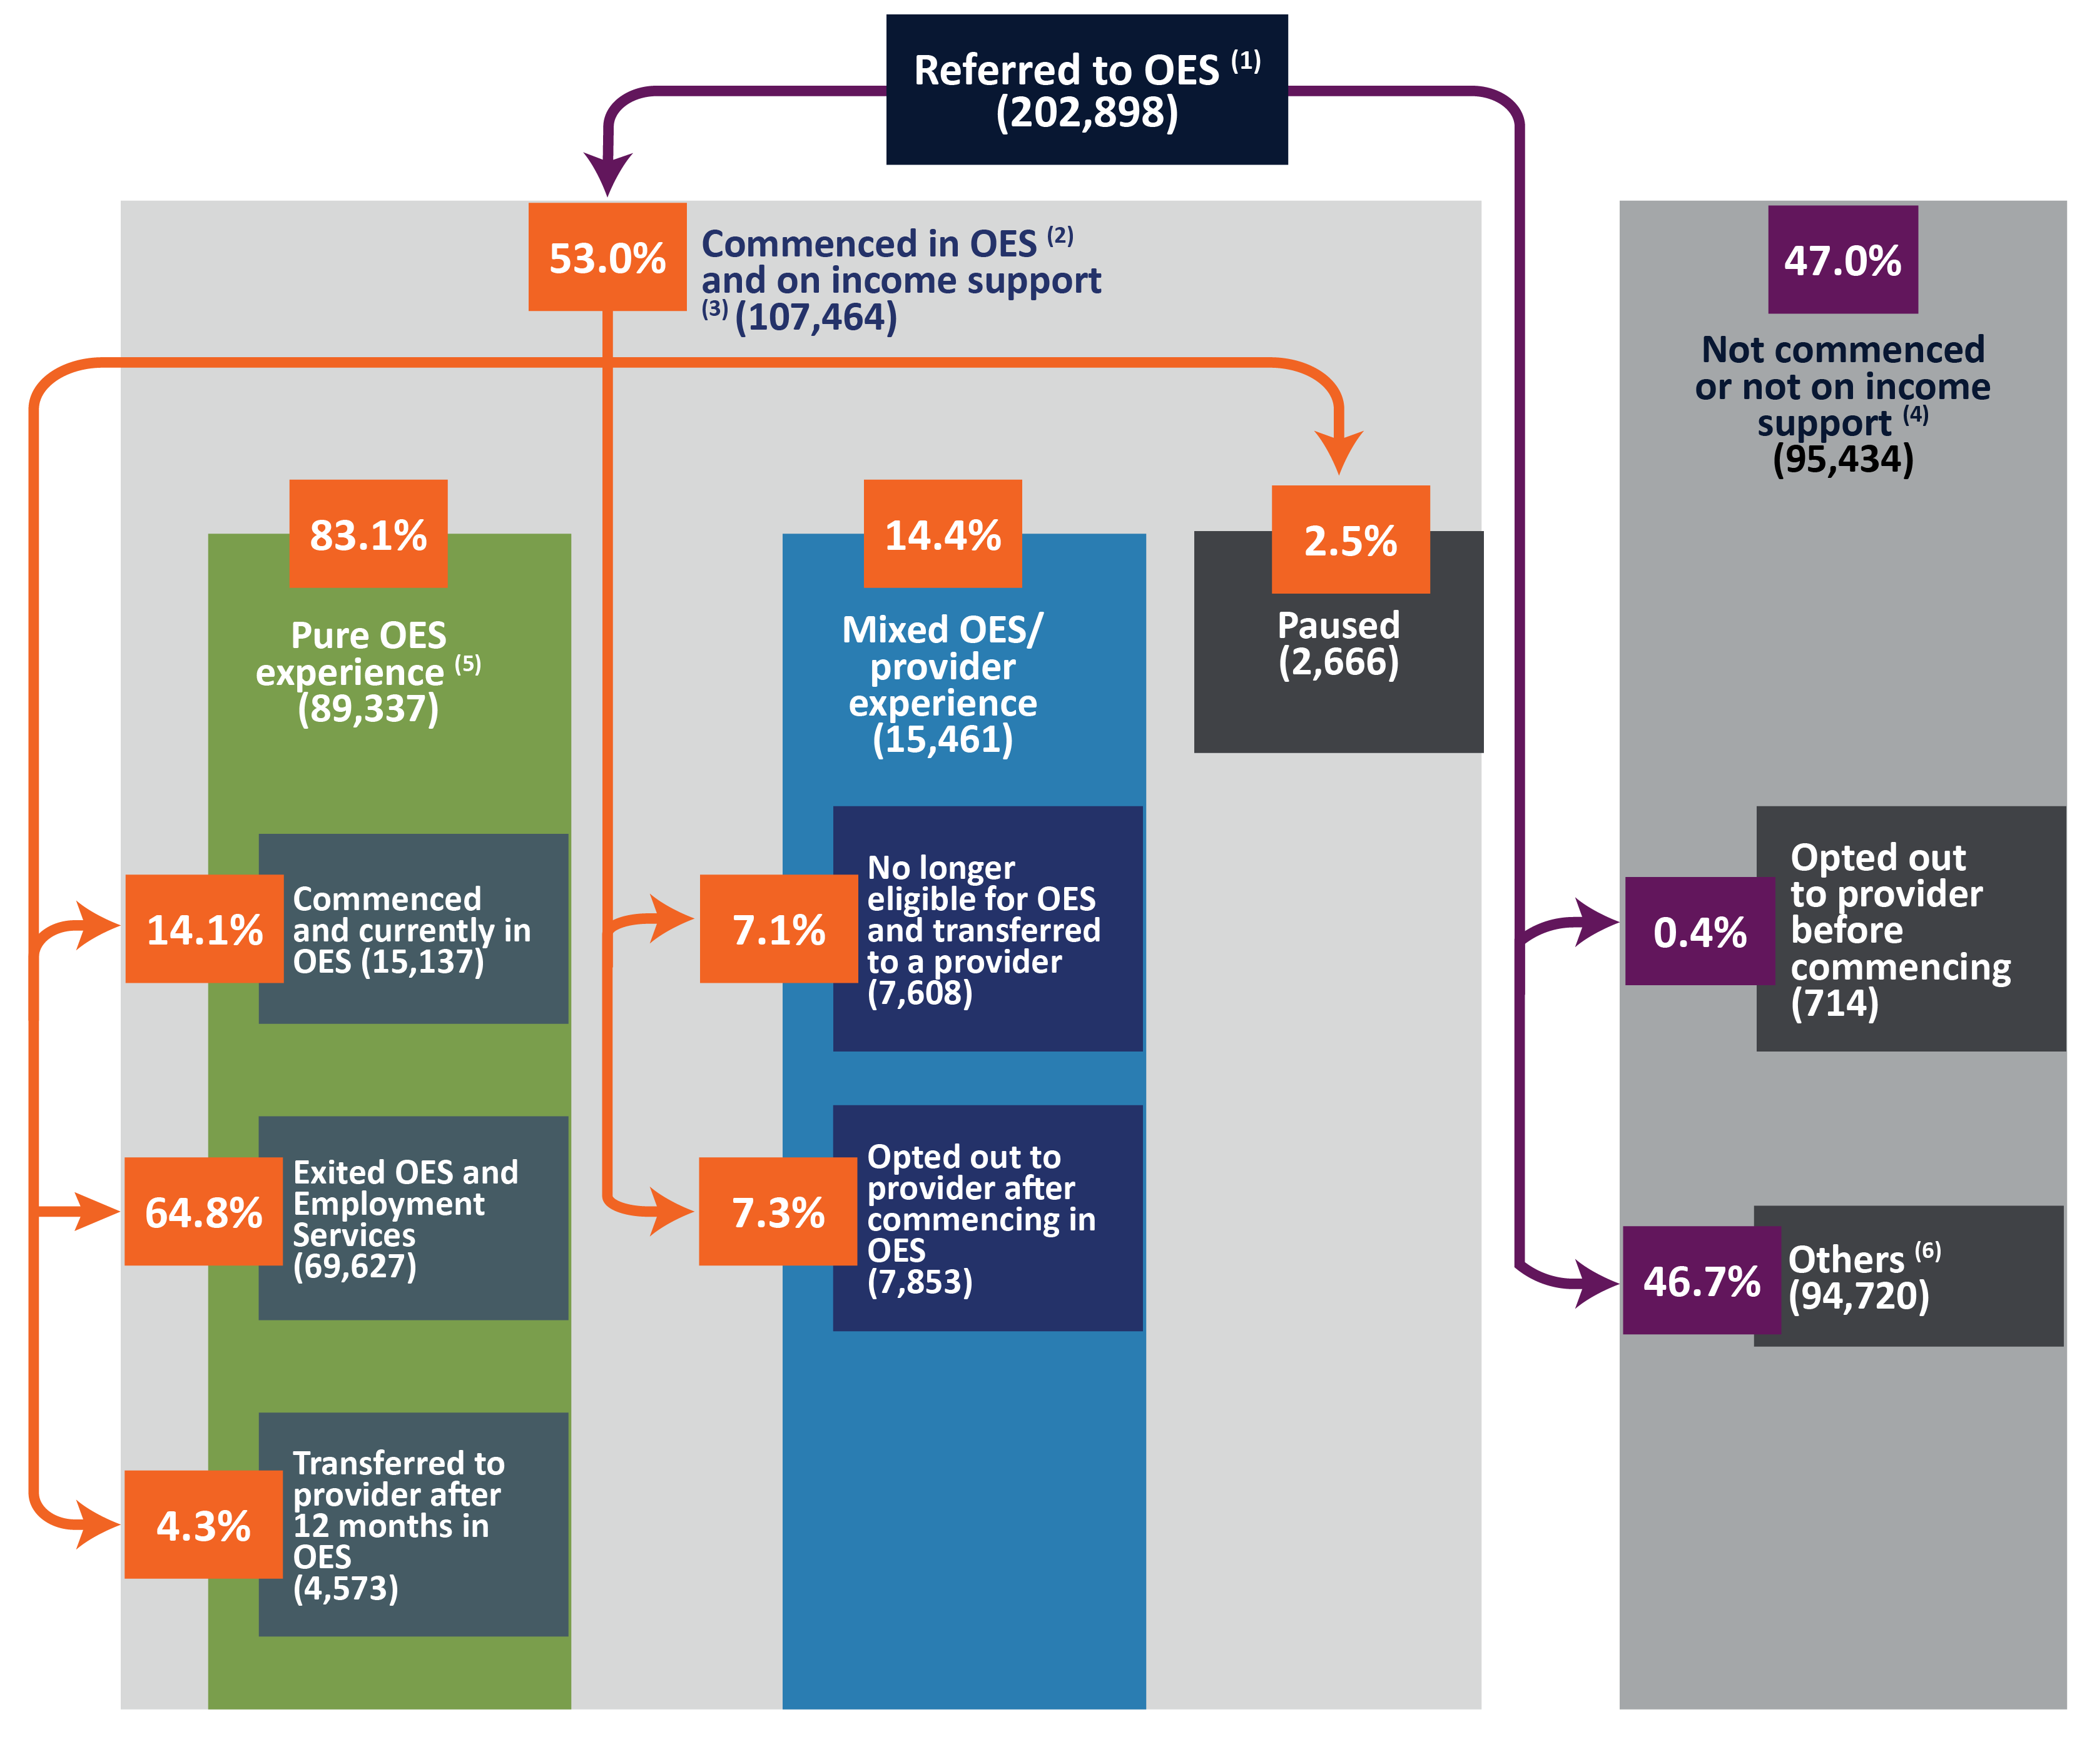 Referred to OES (1)
(202,898)
53.0%
Commenced in OES (2)
and on income support
(3) (107,464)
47.0%
Not commenced
or not on income
support (4)
(95,434)
83.1%
Pure OES
experience (5)
(89,337)
14.4%
Mixed OES/
provider
experience
(15,461)
2.5%
Paused
(2,666)
14.1%
Commenced
and currently in
OES (15,137)
64.8%
Exited OES and
Employment
Services
(69,627)
4.3%
Transferred to
provider after
12 months in
OES
(4,573)
7.1%
No longer
eligible for OES
and transferred
to a provider
(7,608)
7.3%
Opted out to
provider after
commencing in
OES
(7,853)
0.4%
Opted out
to provider
before
commencing
(714)
46.7%
Others (6)
(94,720)